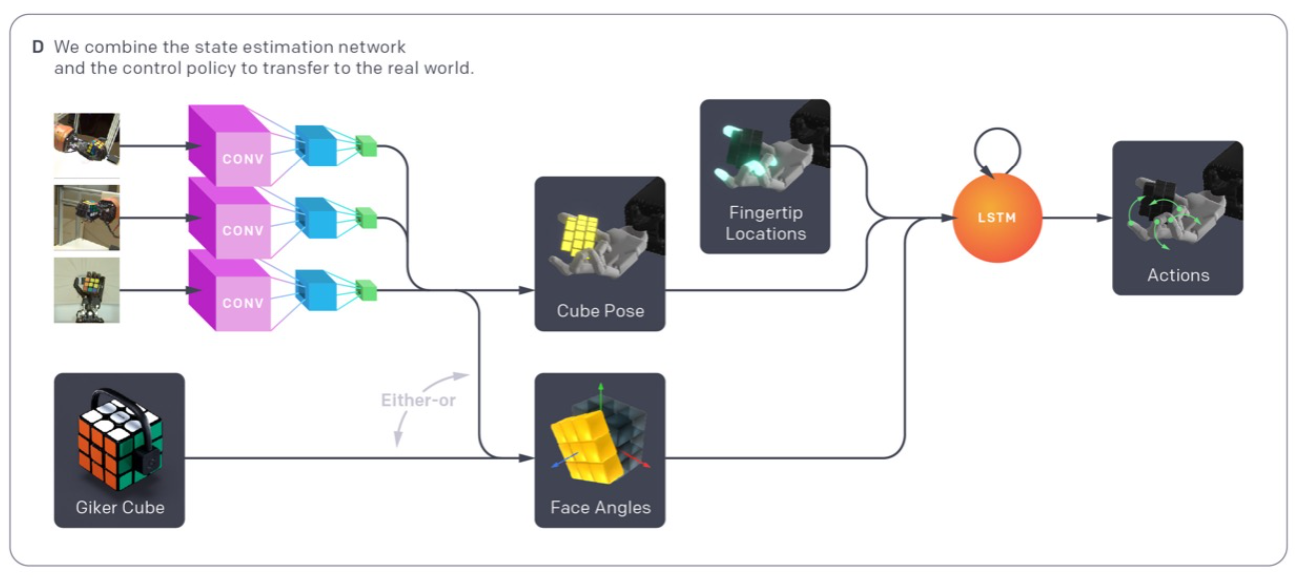 D We combine the state estimation network
and the control policy to transfer to the real world.
CONV
CONV
CONV
Fingertip
Locations
LSTM
Actions
Cube Pose
Either-or
Giker Cube
Face Angles